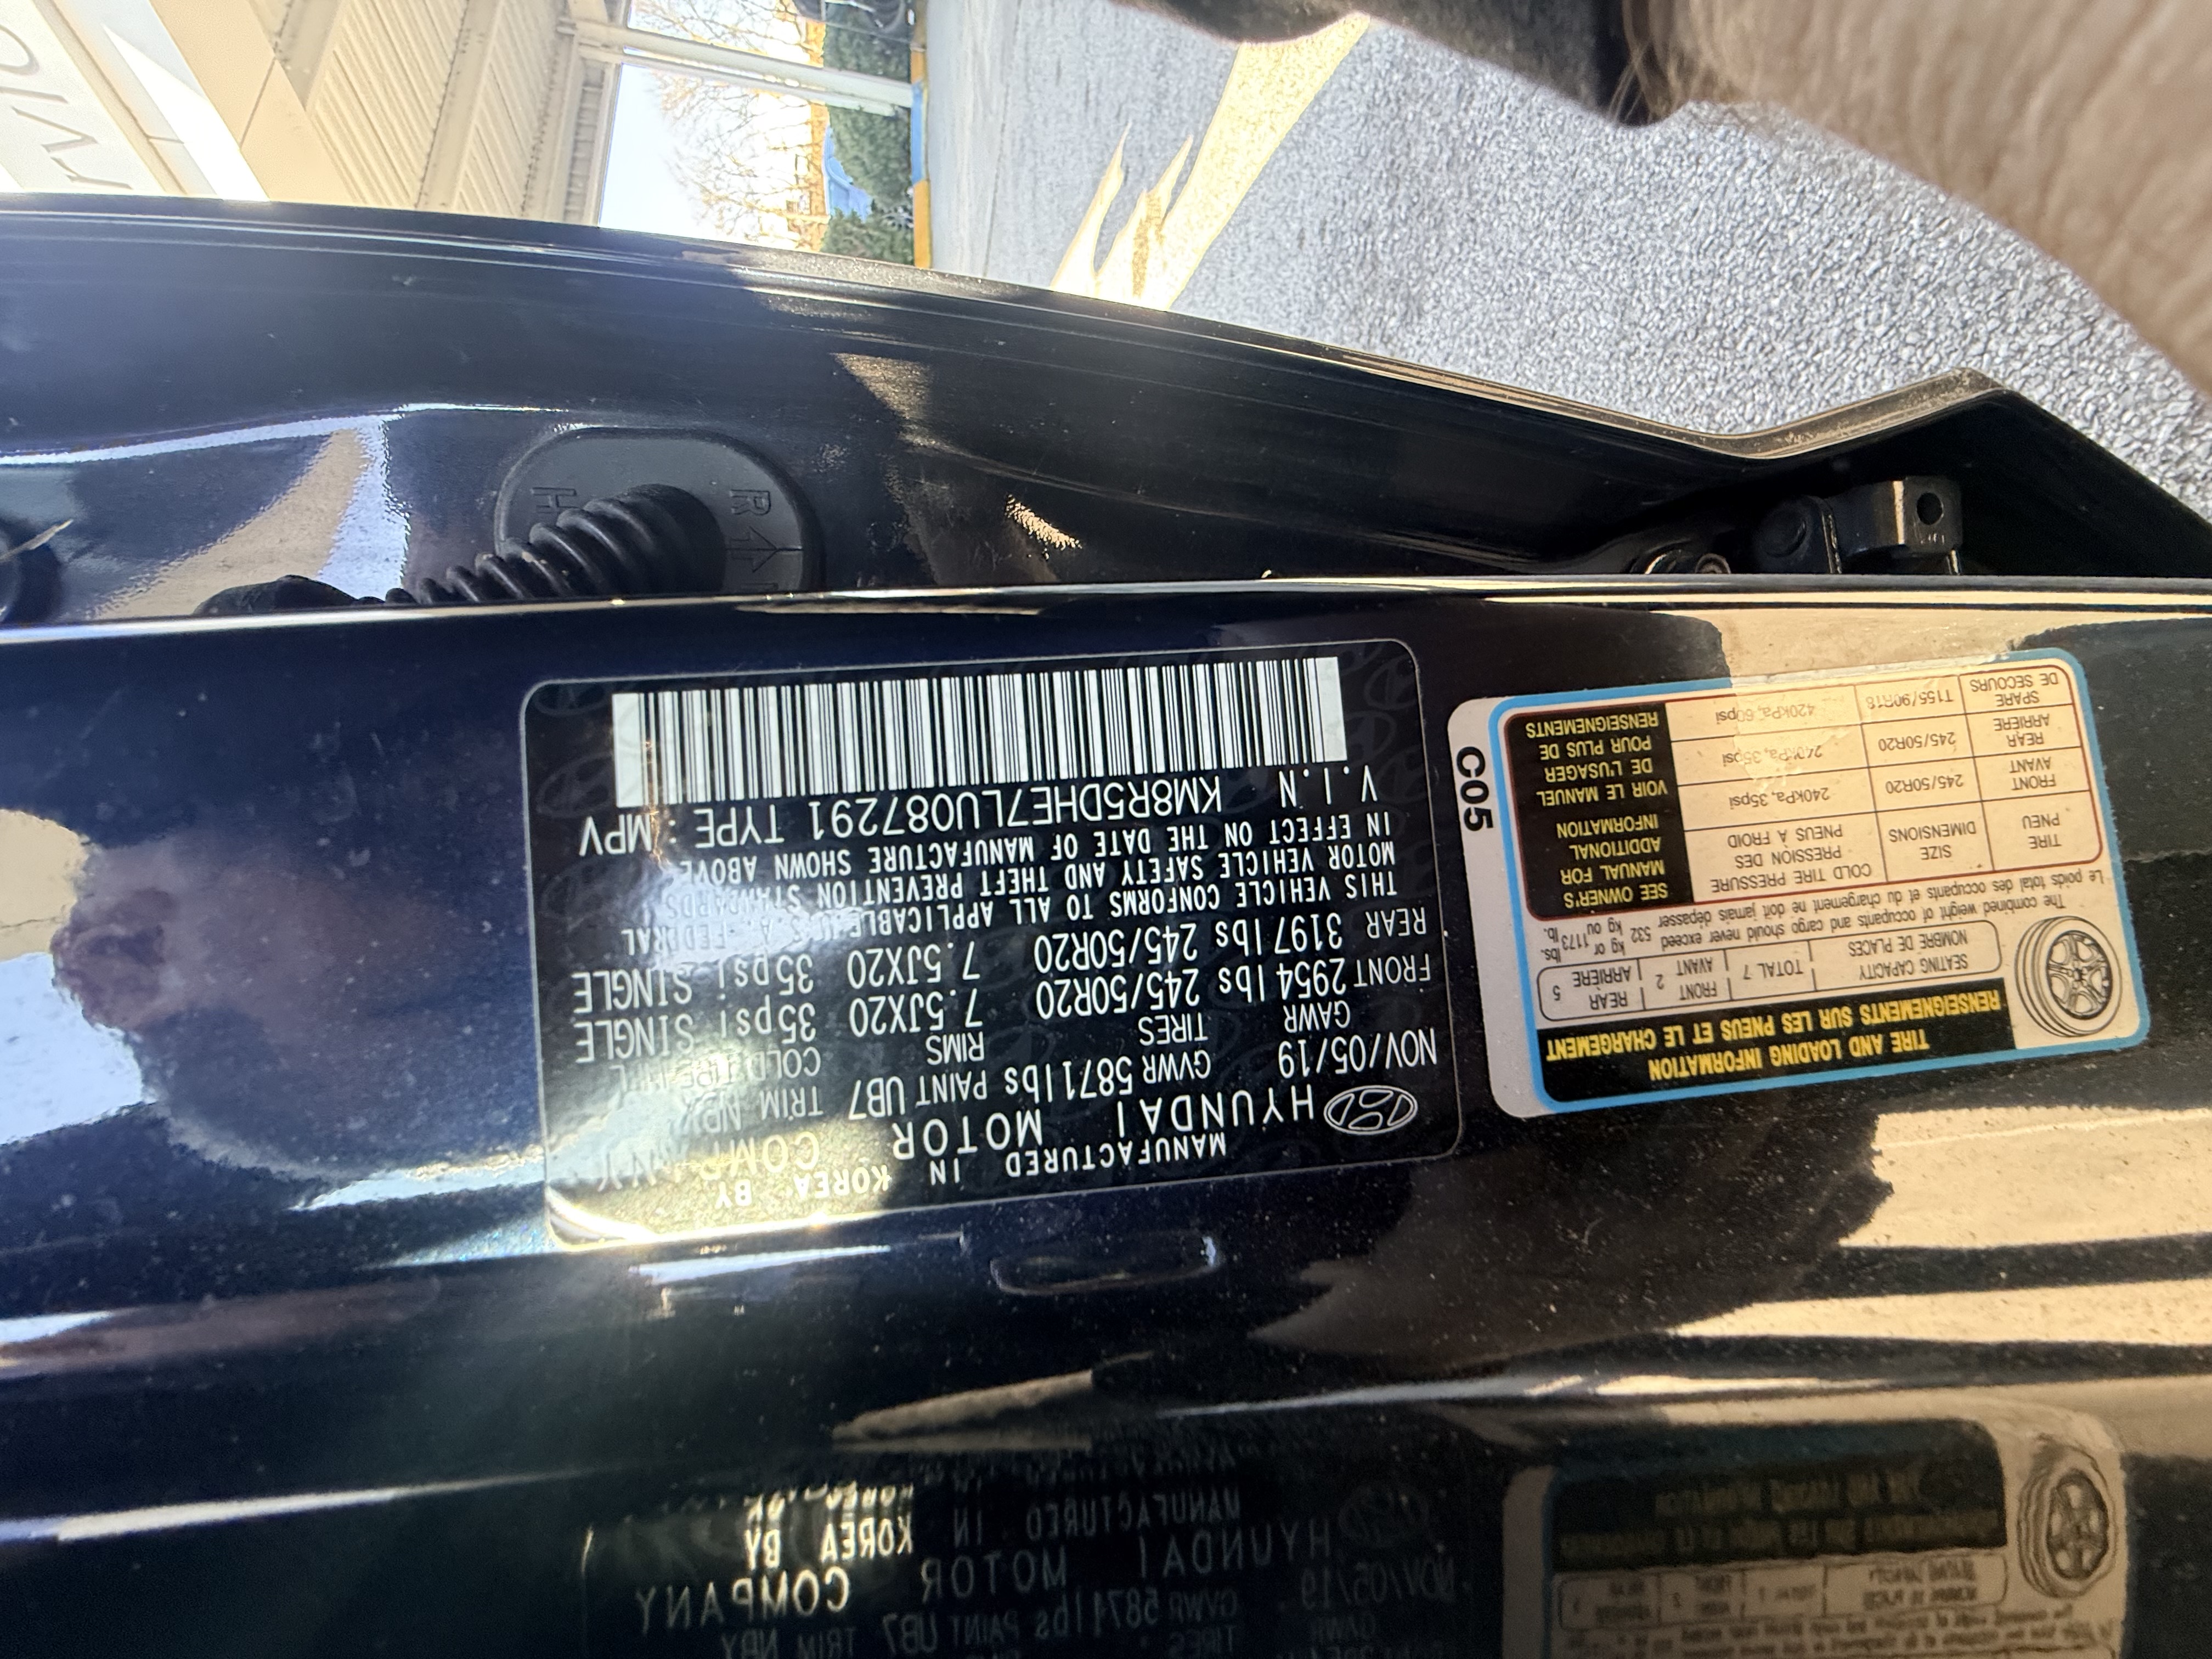 MANUFACTURED IN KOREA BY
HYUNDAI MOTOR COMPANY
NOV/05/19 GVWR 5871lbs PAINT UB7 TRIM
GAWR TIRES RIMS COLD TIRE
FRONT 2954lbs 245/50R20 7.5JX20 35psi SINGLE
REAR 3197lbs 245/50R20 7.5JX20 35psi SINGLE
THIS VEHICLE CONFORMS TO ALL APPLICABLE U.S.A FEDERAL
MOTOR VEHICLE SAFETY AND THEFT PREVENTION STANDARDS
IN EFFECT ON THE DATE OF MANUFACTURE SHOWN ABOVE.
V.I.N KM8R5DHE7LU087291 TYPE : MPV
TIRE AND LOADING INFORMATION
RENSEIGNEMENTS SUR LES PNEUS ET LE CHARGEMENT
SEATING CAPACITY
NOMBRE DE PLACES
TOTAL 7
FRONT
AVANT 2
REAR
ARRIÈRE 5
The combined weight of occupants and cargo should never exceed
Le poids total des occupants et du chargement ne doit jamais dépasser
532 kg or 1173 lbs.
kg ou lb.
TIRE
PNEU
SIZE
DIMENSIONS
COLD TIRE PRESSURE
PRESSION DES
PNEUS À FROID
FRONT
AVANT
245/50R20
240kPa, 35psi
REAR
ARRIÈRE
245/50R20
240kPa, 35psi
SPARE
DE SECOURS
T155/90R18
420kPa, 60psi
SEE OWNER'S
MANUAL FOR
ADDITIONAL
INFORMATION
VOIR LE MANUEL
DE L'USAGER
POUR PLUS DE
RENSEIGNEMENTS
C05